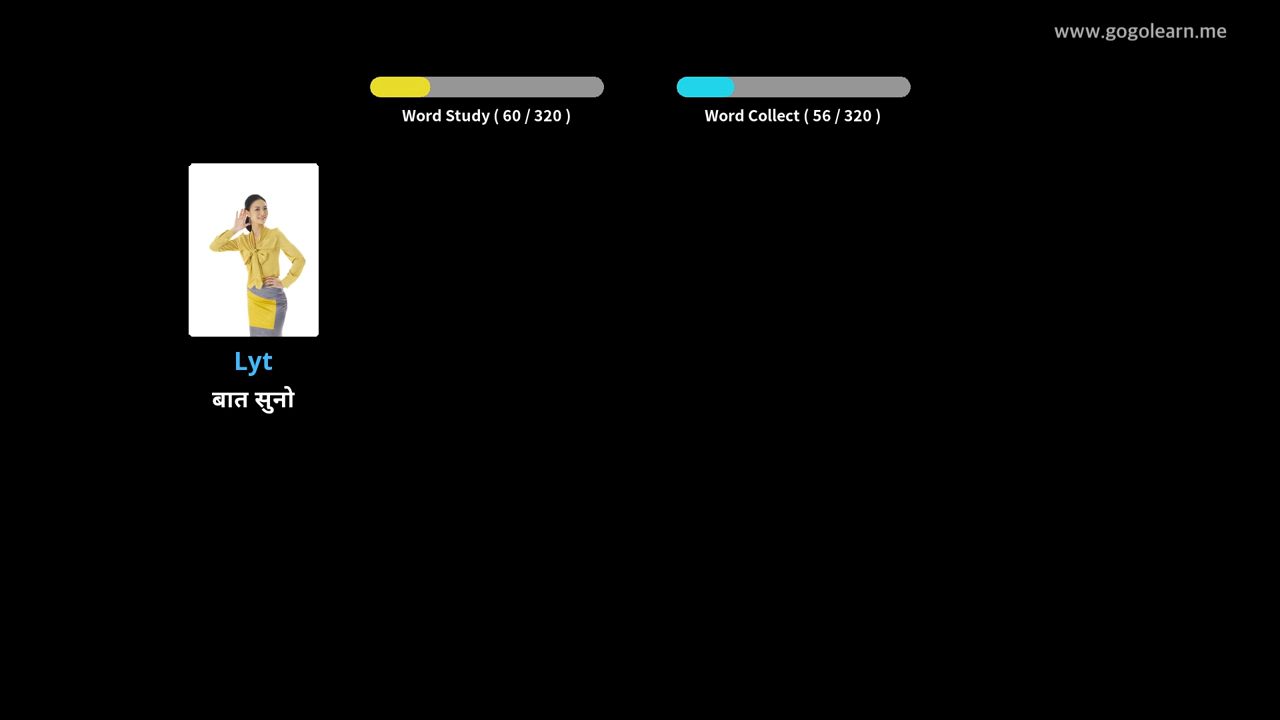 www.gogolearn.me
Word Study ( 60 / 320 )
Word Collect ( 56 / 320 )
Lyt
बात सुनो